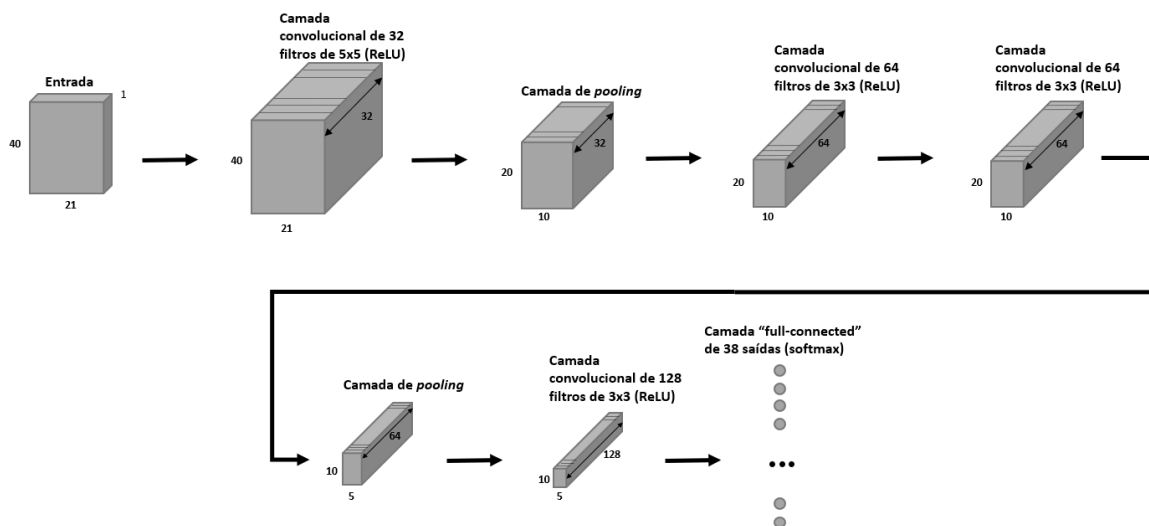 Entrada
1
40
21
Camada
convolucional de 32
filtros de 5x5 (ReLU)
32
40
21
Camada de pooling
32
20
10
Camada
convolucional de 64
filtros de 3x3 (ReLU)
64
20
10
Camada
convolucional de 64
filtros de 3x3 (ReLU)
64
20
10
Camada de pooling
64
10
5
Camada
convolucional de 128
filtros de 3x3 (ReLU)
128
10
5
Camada “full-connected”
de 38 saídas (softmax)
...